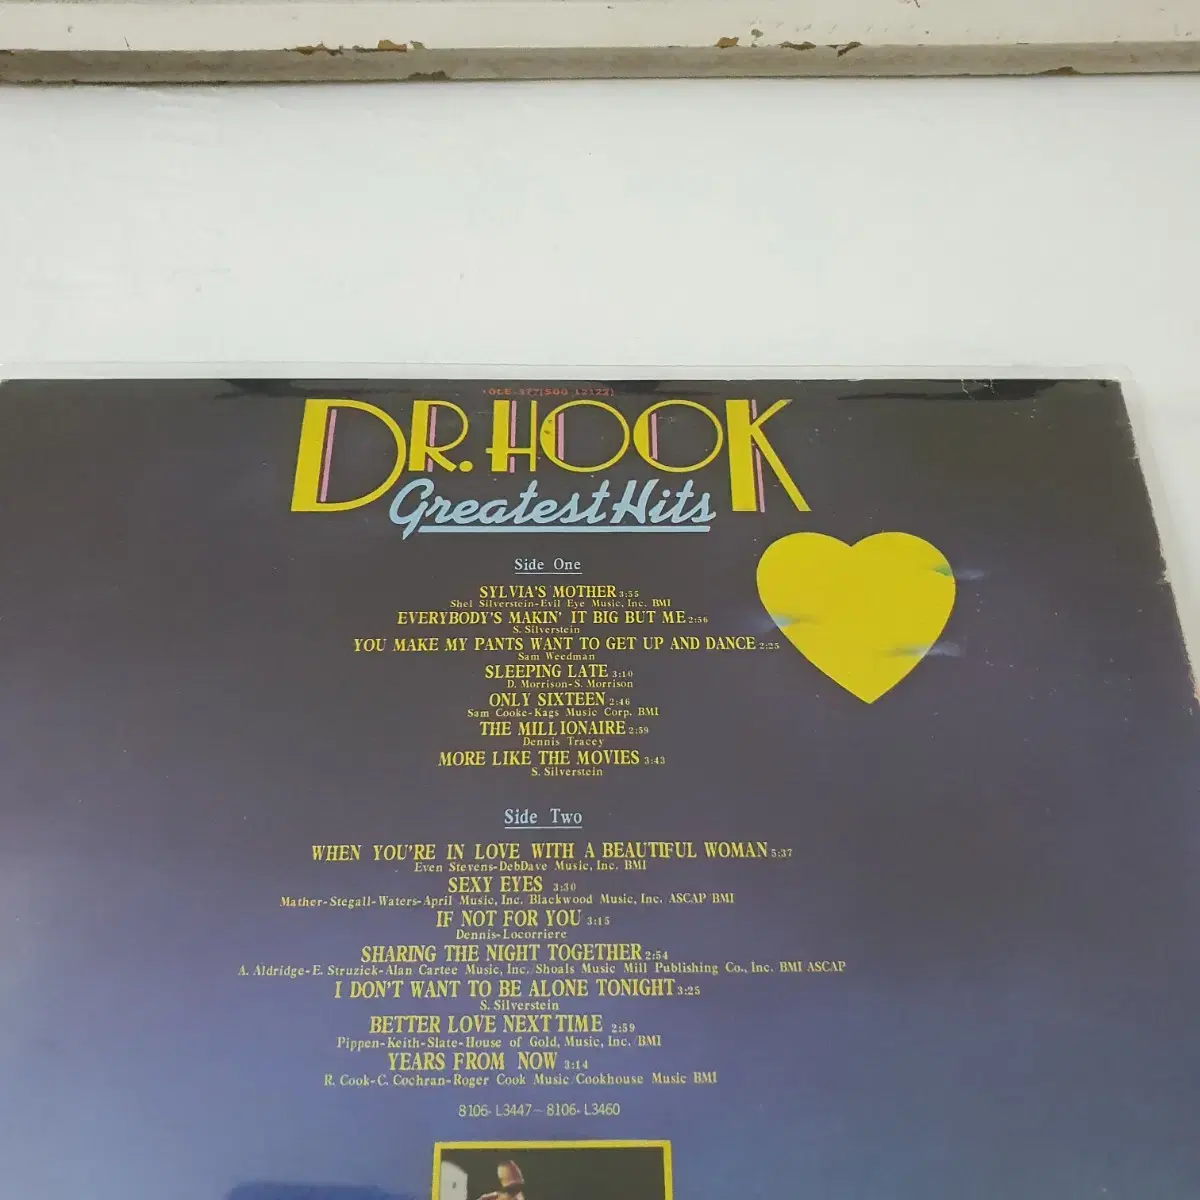 OLE-377(SOO 12122)
DR. HOOK
Greatest Hits
Side One
SYLVIA'S MOTHER 3:55
Shel Silverstein-Evil Eye Music, Inc. BMI
EVERYBODY'S MAKIN' IT BIG BUT ME 2:56
S. Silverstein
YOU MAKE MY PANTS WANT TO GET UP AND DANCE 2:25
Sam Weedman
SLEEPING LATE 3:10
D. Morrison-S. Morrison
ONLY SIXTEEN 2:46
Sam Cooke-Kags Music Corp. BMI
THE MILLIONAIRE 2:59
Dennis Tracey
MORE LIKE THE MOVIES 3:43
S. Silverstein
Side Two
WHEN YOU'RE IN LOVE WITH A BEAUTIFUL WOMAN 5:37
Even Stevens-DebDave Music, Inc. BMI
SEXY EYES 3:30
Mather-Stegall-Waters-April Music, Inc. Blackwood Music, Inc. ASCAP BMI
IF NOT FOR YOU 3:15
Dennis-Locorriere
SHARING THE NIGHT TOGETHER 2:54
A. Aldridge-E. Struzick-Alan Cartee Music, Inc. Shoals Music Mill Publishing Co., Inc. BMI ASCAP
I DON'T WANT TO BE ALONE TONIGHT 3:25
S. Silverstein
BETTER LOVE NEXT TIME 2:59
Pippen-Keith-Slate-House of Gold, Music, Inc. BMI
YEARS FROM NOW 3:14
R. Cook-C. Cochran-Roger Cook Music Cookhouse Music BMI
8106-L3447~8106-L3460